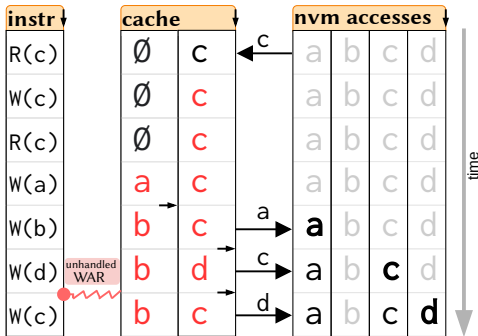 instr cache nvm accesses
R(c) Ø c c a b c d
W(c) Ø c a b c d
R(c) Ø c a b c d
W(a) a c a b c d
W(b) b c a a b c d
W(d) unhandled WAR b d c a b c d
W(c) b c d a b c d
time